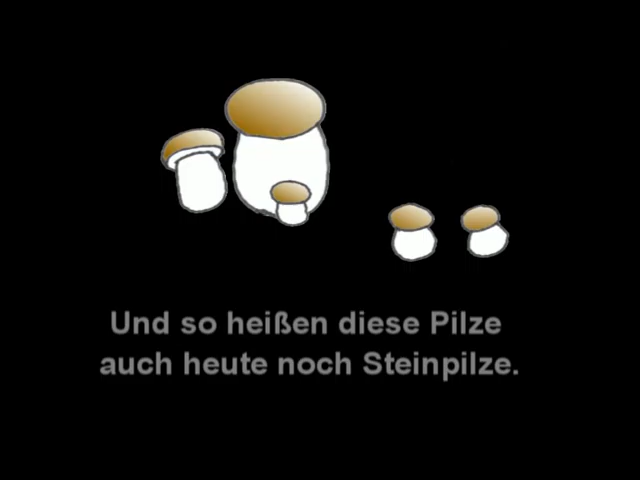 Und so heißen diese Pilze
auch heute noch Steinpilze.